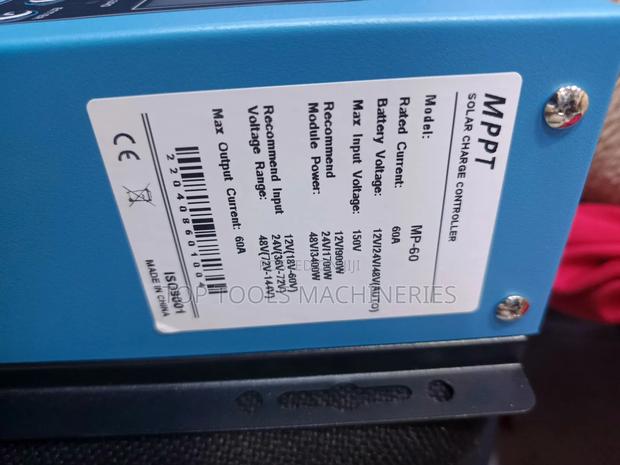 MPPT
SOLAR CHARGE CONTROLLER
Model: MP-60
Rated Current: 60A
Battery Voltage: 12V/24V/48V(AUTO)
Max Input Voltage: 150V
Recommend Module Power: 12V/900W
24V/1700W
48V/3400W
Recommend Input Voltage Range: 12V(18V-60V)
24V(36V-72V)
48V(72V-144V)
Max Output Current: 60A
CE
220408601004
ISO9001
MADE IN CHINA
TOP TOOLS MACHINERIES